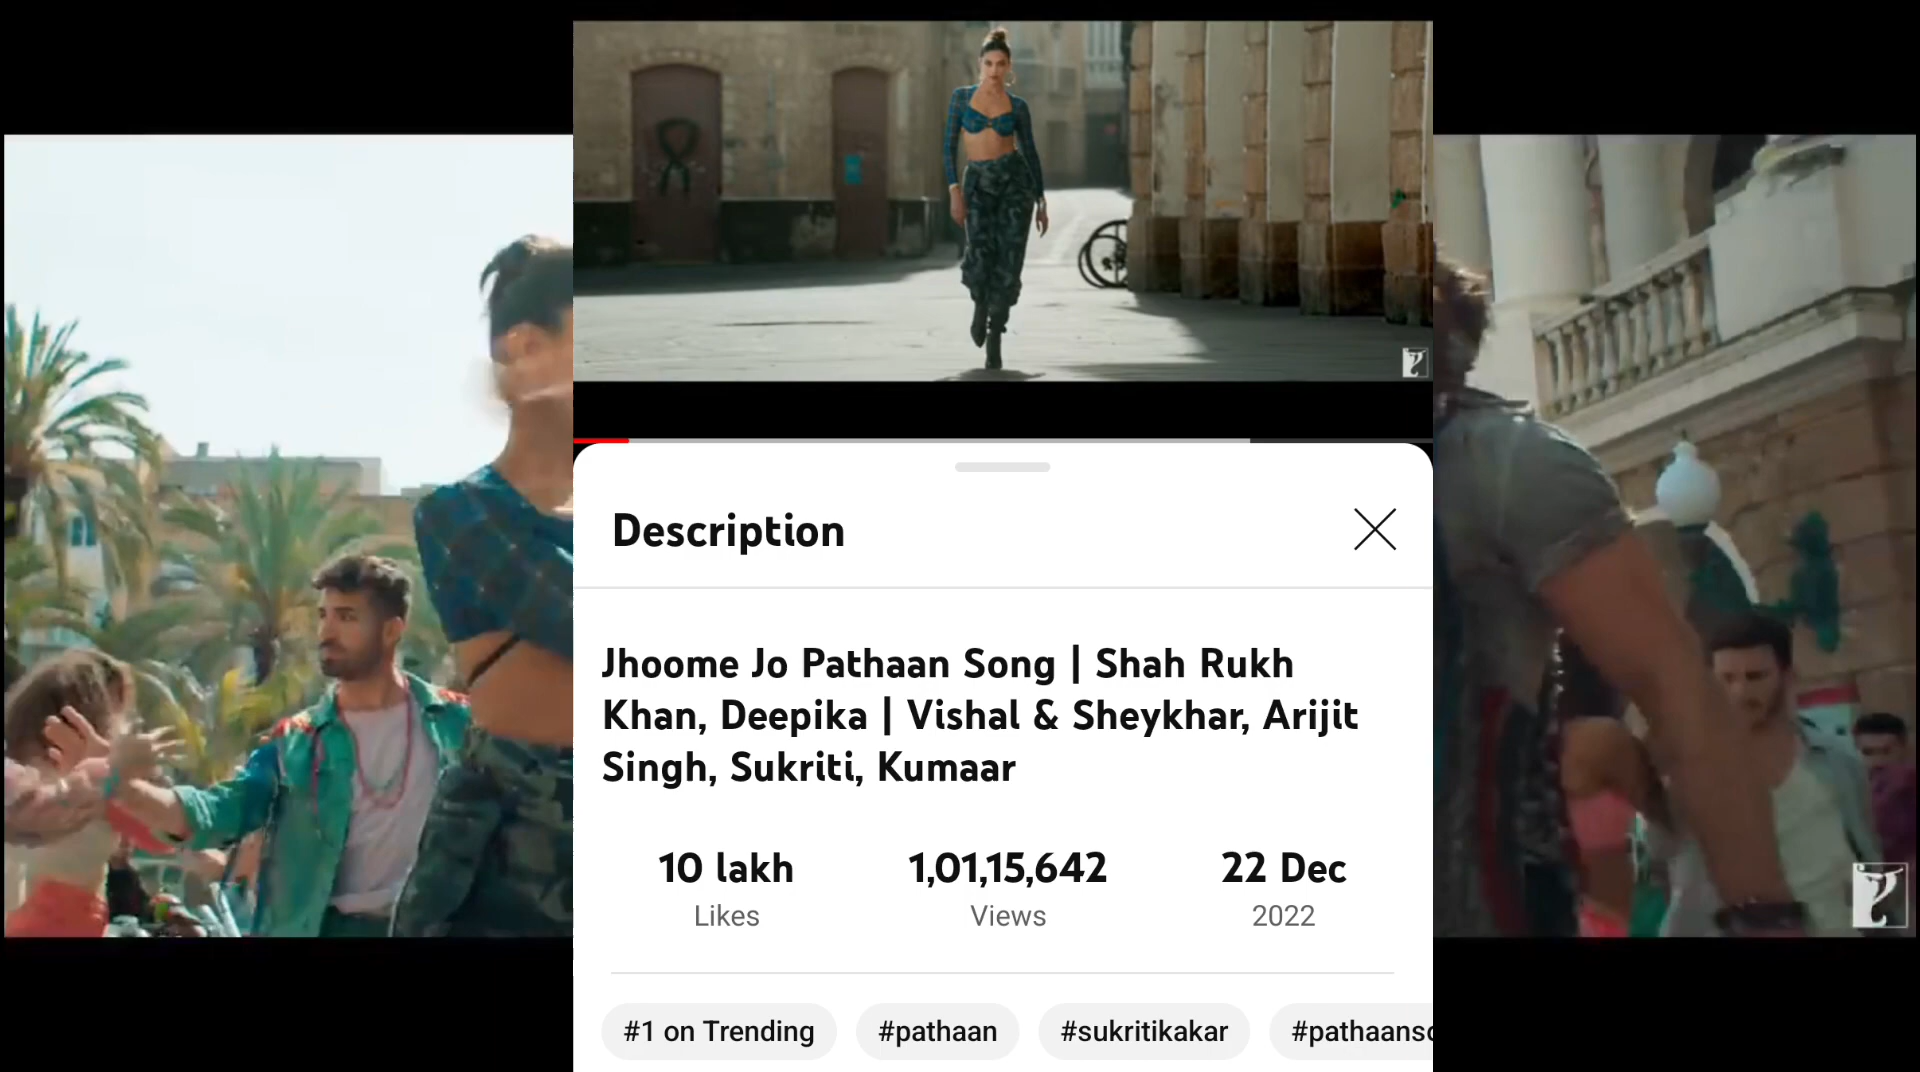 Description
Jhoome Jo Pathaan Song | Shah Rukh
Khan, Deepika | Vishal & Sheykhar, Arijit
Singh, Sukriti, Kumaar
10 lakh 1,01,15,642 22 Dec
Likes Views 2022
#1 on Trending #pathaan #sukritikakar #pathaanso